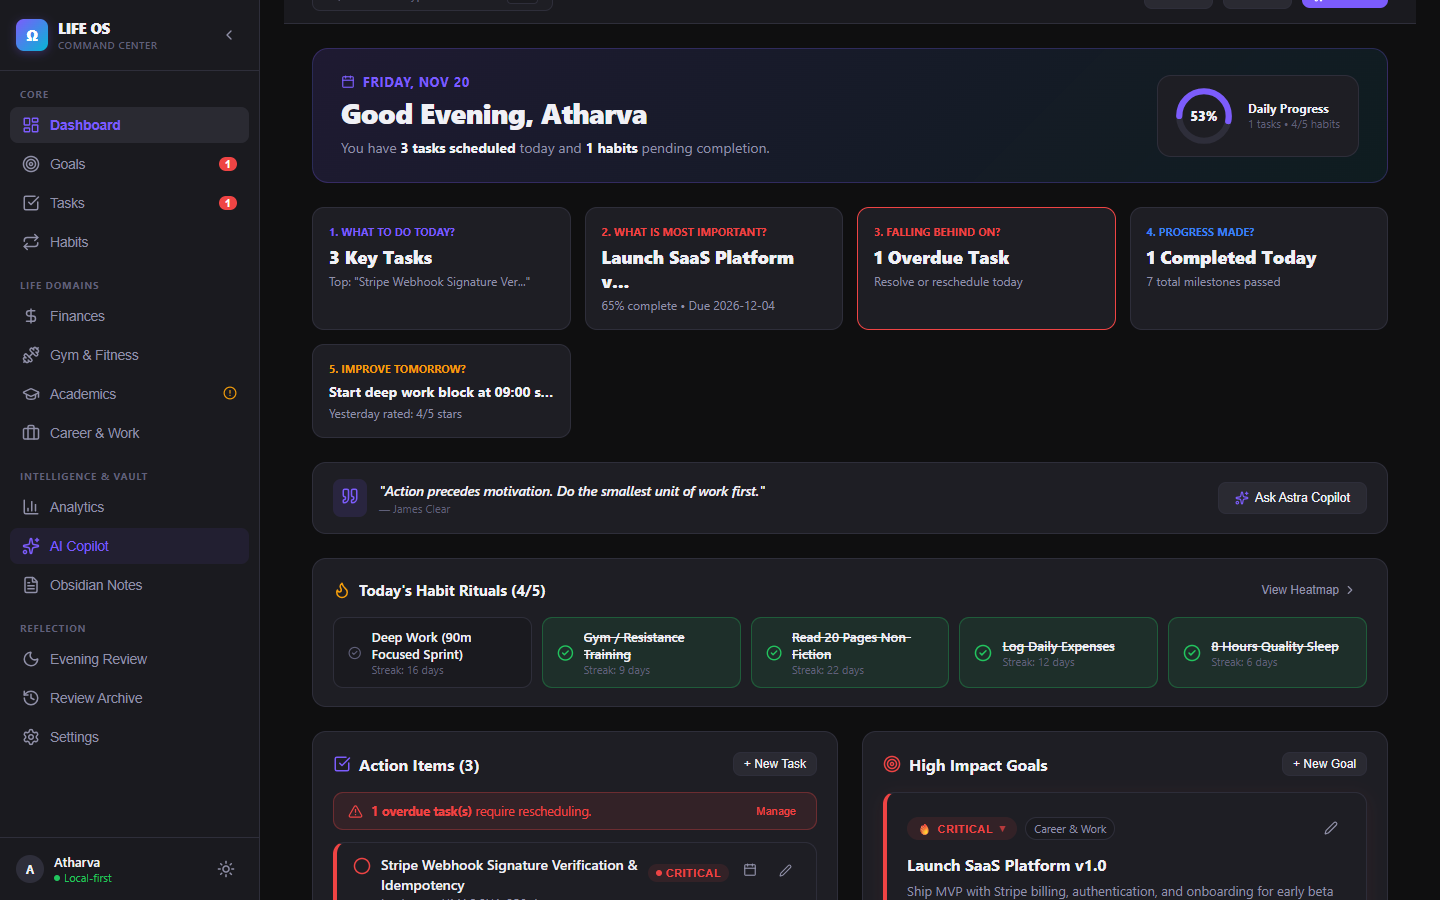 Ω
LIFE OS
COMMAND CENTER
CORE
Dashboard
Goals
1
Tasks
1
Habits
LIFE DOMAINS
Finances
Gym & Fitness
Academics
Career & Work
INTELLIGENCE & VAULT
Analytics
AI Copilot
Obsidian Notes
REFLECTION
Evening Review
Review Archive
Settings
A
Atharva
Local-first
FRIDAY, NOV 20
Good Evening, Atharva
You have 3 tasks scheduled today and 1 habits pending completion.
53%
Daily Progress
1 tasks • 4/5 habits
1. WHAT TO DO TODAY?
3 Key Tasks
Top: "Stripe Webhook Signature Ver..."
2. WHAT IS MOST IMPORTANT?
Launch SaaS Platform
v...
65% complete • Due 2026-12-04
3. FALLING BEHIND ON?
1 Overdue Task
Resolve or reschedule today
4. PROGRESS MADE?
1 Completed Today
7 total milestones passed
5. IMPROVE TOMORROW?
Start deep work block at 09:00 s...
Yesterday rated: 4/5 stars
"Action precedes motivation. Do the smallest unit of work first."
— James Clear
Ask Astra Copilot
Today's Habit Rituals (4/5)
View Heatmap
Deep Work (90m
Focused Sprint)
Streak: 16 days
Gym / Resistance
Training
Streak: 9 days
Read 20 Pages Non-
Fiction
Streak: 22 days
Log Daily Expenses
Streak: 12 days
8 Hours Quality Sleep
Streak: 6 days
Action Items (3)
+ New Task
1 overdue task(s) require rescheduling.
Manage
Stripe Webhook Signature Verification &
Idempotency
CRITICAL
High Impact Goals
+ New Goal
CRITICAL
Career & Work
Launch SaaS Platform v1.0
Ship MVP with Stripe billing, authentication, and onboarding for early beta